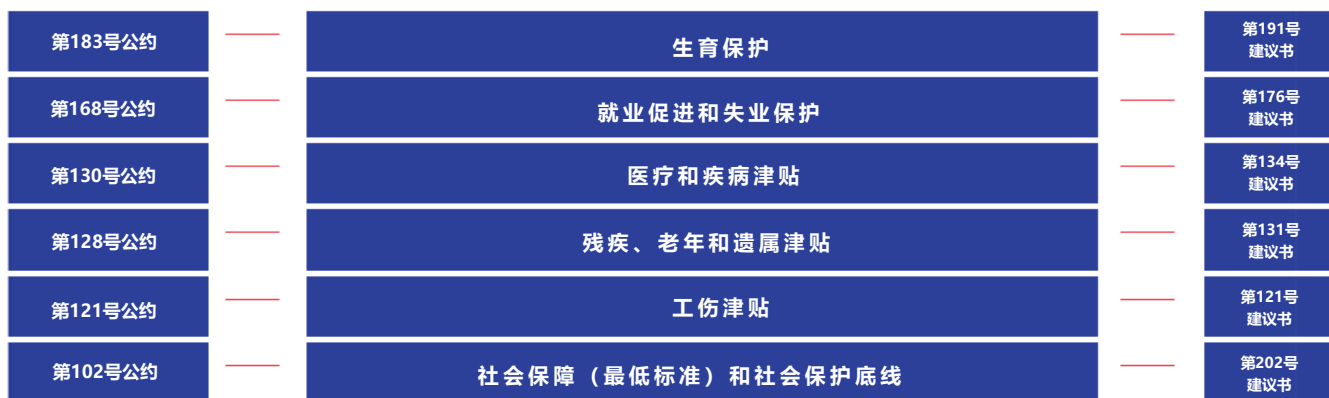 第183号公约
生育保护
第191号
建议书
第168号公约
就业促进和失业保护
第176号
建议书
第130号公约
医疗和疾病津贴
第134号
建议书
第128号公约
残疾、老年和遗属津贴
第131号
建议书
第121号公约
工伤津贴
第121号
建议书
第102号公约
社会保障（最低标准）和社会保护底线
第202号
建议书